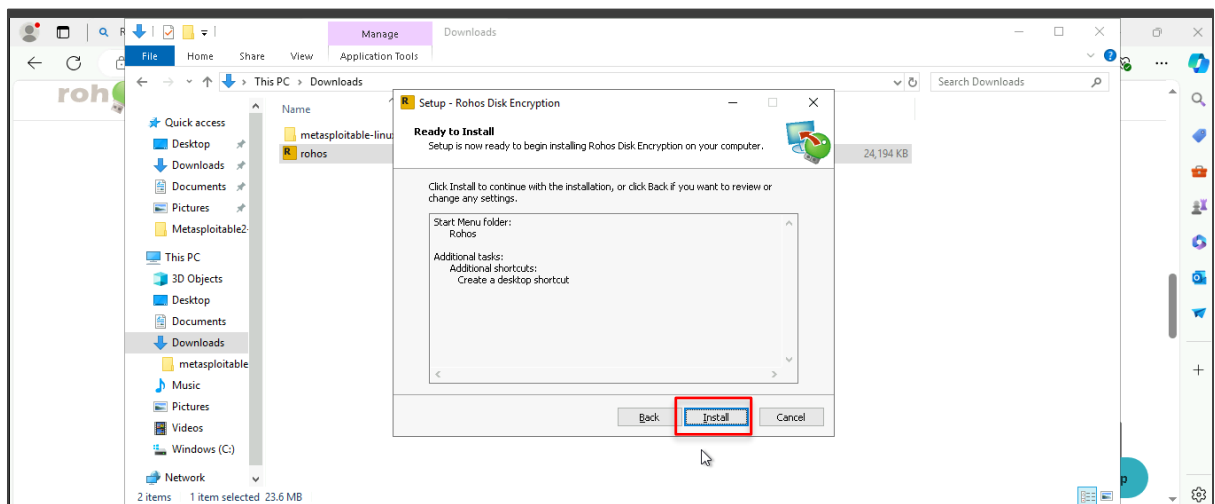 Manage
Downloads
File
Home
Share
View
Application Tools
This PC > Downloads
Search Downloads
roh
Name
Quick access
Desktop
Downloads
Documents
Pictures
Metasploitable2-
This PC
3D Objects
Desktop
Documents
Downloads
metasploitable
Music
Pictures
Videos
Windows (C:)
Network
metasploitable-linux
rohos
24,194 KB
Setup - Rohos Disk Encryption
Ready to Install
Setup is now ready to begin installing Rohos Disk Encryption on your computer.
Click Install to continue with the installation, or click Back if you want to review or
change any settings.
Start Menu folder:
Rohos
Additional tasks:
Additional shortcuts:
Create a desktop shortcut
Back
Install
Cancel
2 items
1 item selected 23.6 MB
p